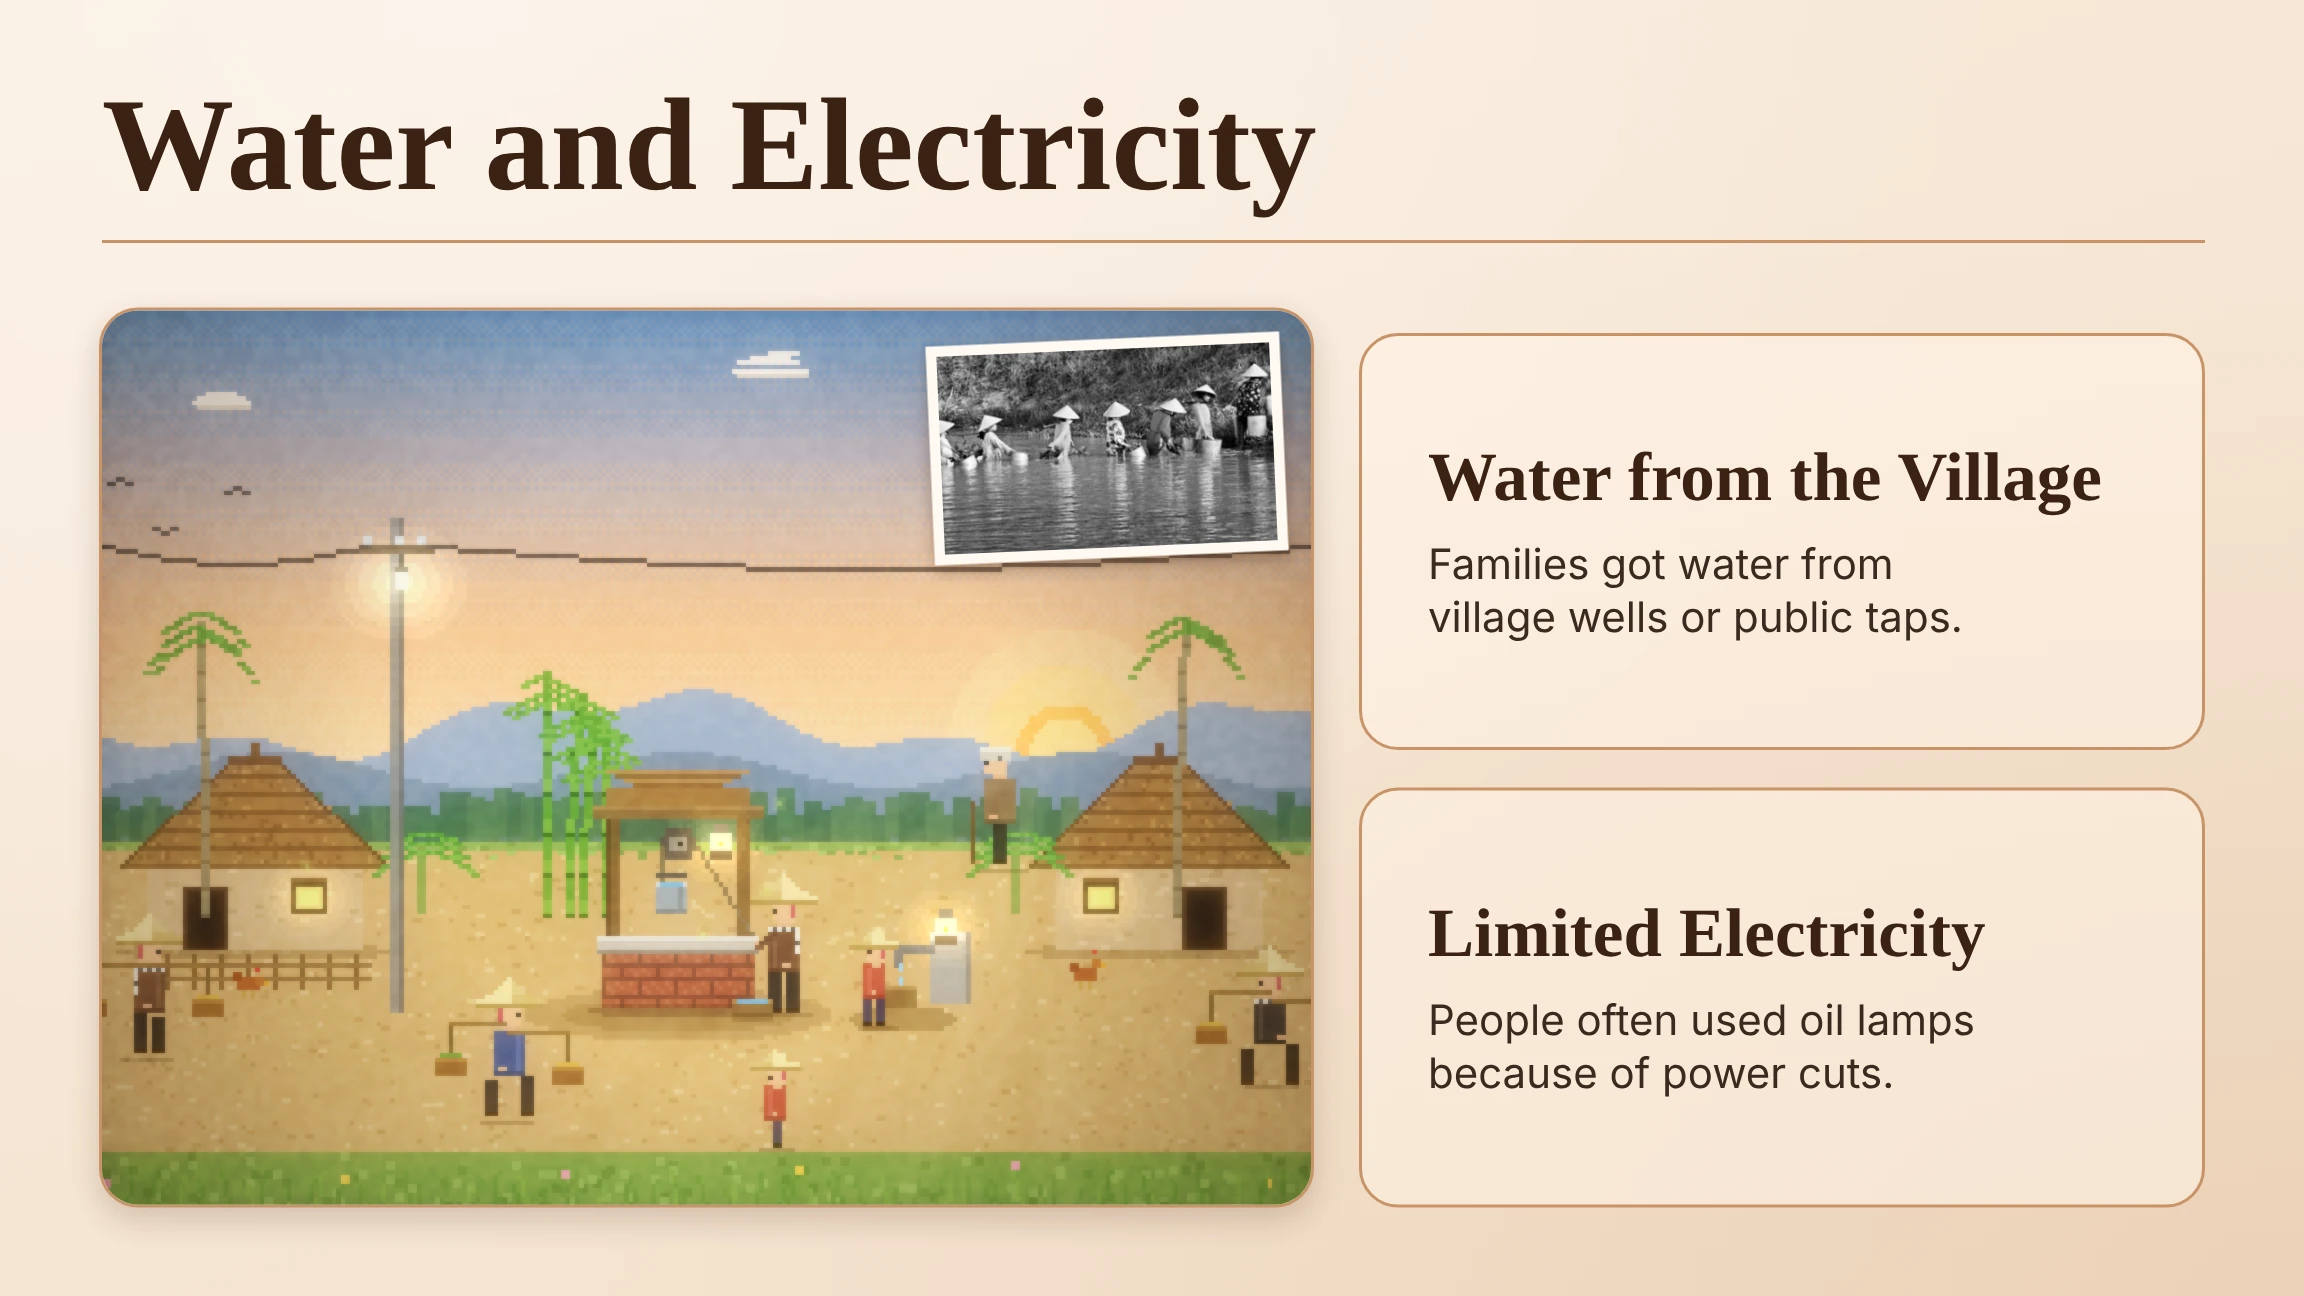 Water and Electricity
Water from the Village
Families got water from
village wells or public taps.
Limited Electricity
People often used oil lamps
because of power cuts.